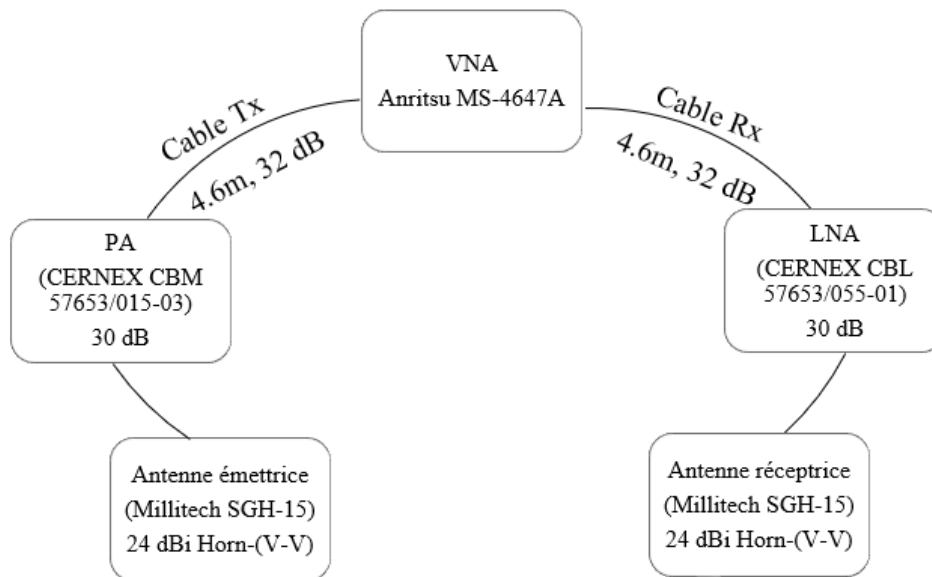 VNA
Anritsu MS-4647A
Cable Tx
4.6m, 32 dB
Cable Rx
4.6m, 32 dB
PA
(CERNEX CBM
57653/015-03)
30 dB
LNA
(CERNEX CBL
57653/055-01)
30 dB
Antenne émettrice
(Millitech SGH-15)
24 dBi Horn-(V-V)
Antenne réceptrice
(Millitech SGH-15)
24 dBi Horn-(V-V)